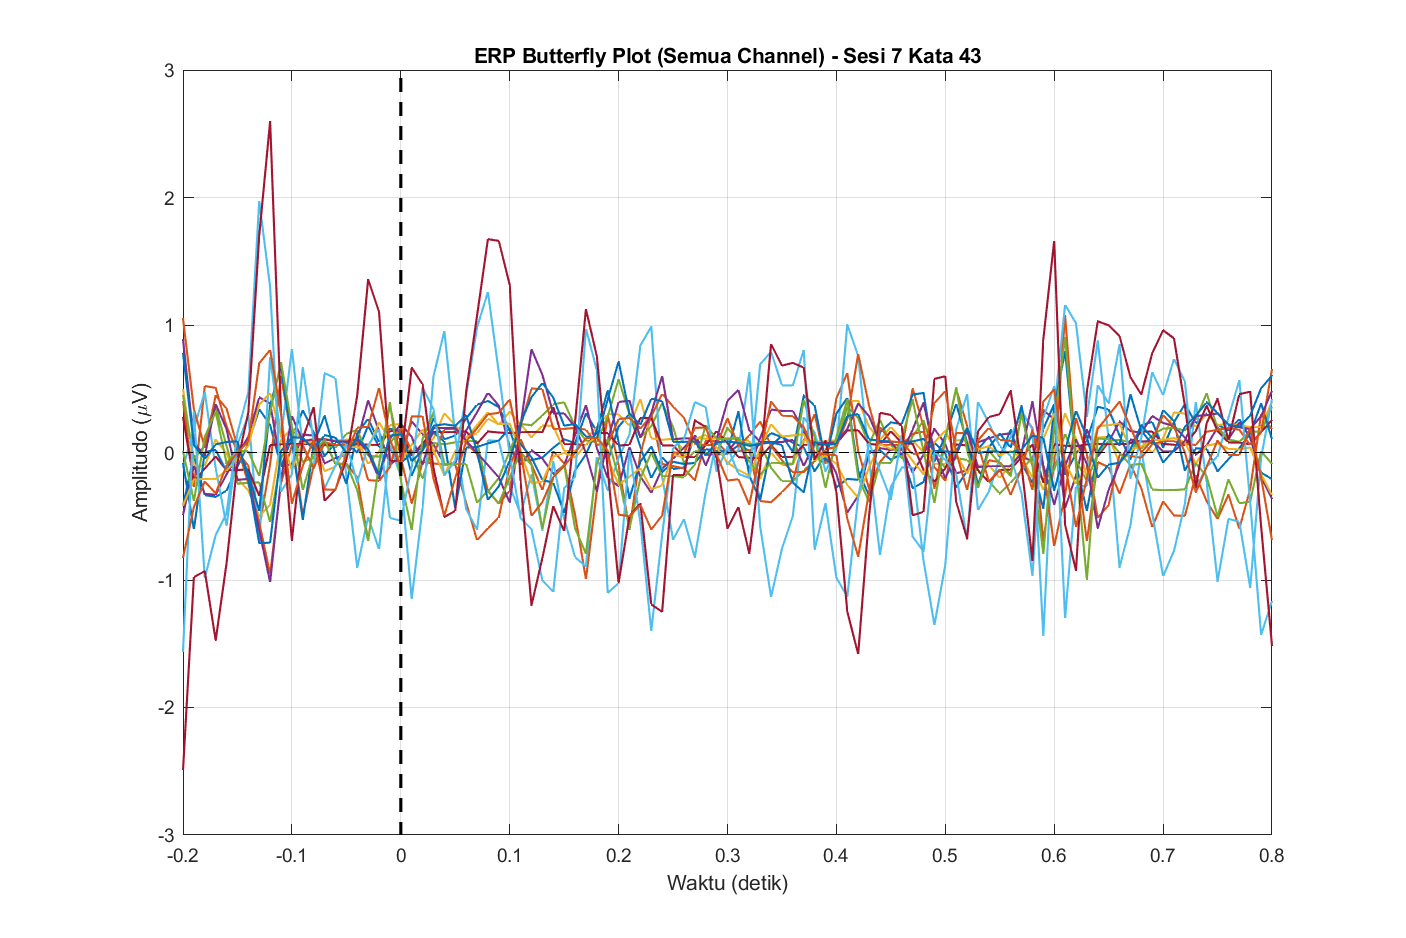 ERP Butterfly Plot (Semua Channel) - Sesi 7 Kata 43
Amplitudo (μV)
3
2
1
0
-1
-2
-3
-0.2 -0.1 0 0.1 0.2 0.3 0.4 0.5 0.6 0.7 0.8
Waktu (detik)